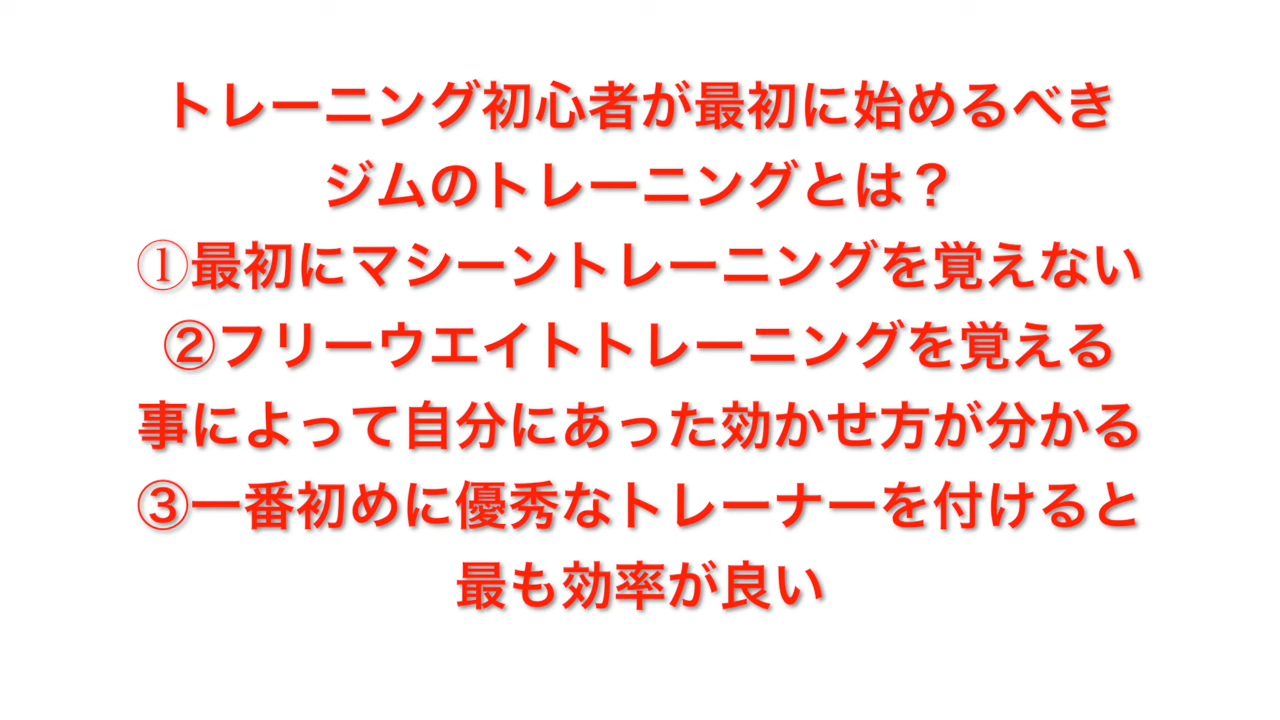 トレーニング初心者が最初に始めるべき
ジムのトレーニングとは？
①最初にマシーントレーニングを覚えない
②フリーウエイトトレーニングを覚える
事によって自分にあった効かせ方が分かる
③一番初めに優秀なトレーナーを付けると
最も効率が良い